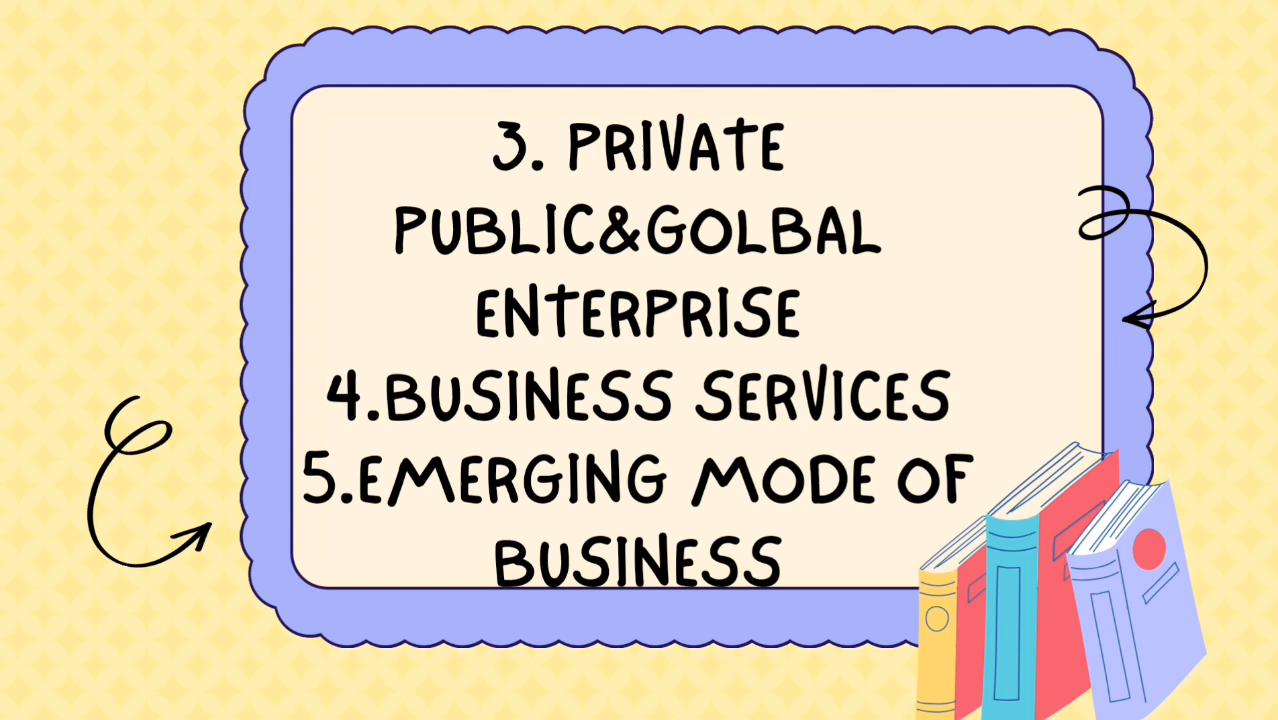 3. PRIVATE
PUBLIC&GOLBAL
ENTERPRISE
4.BUSINESS SERVICES
5.EMERGING MODE OF
BUSINESS